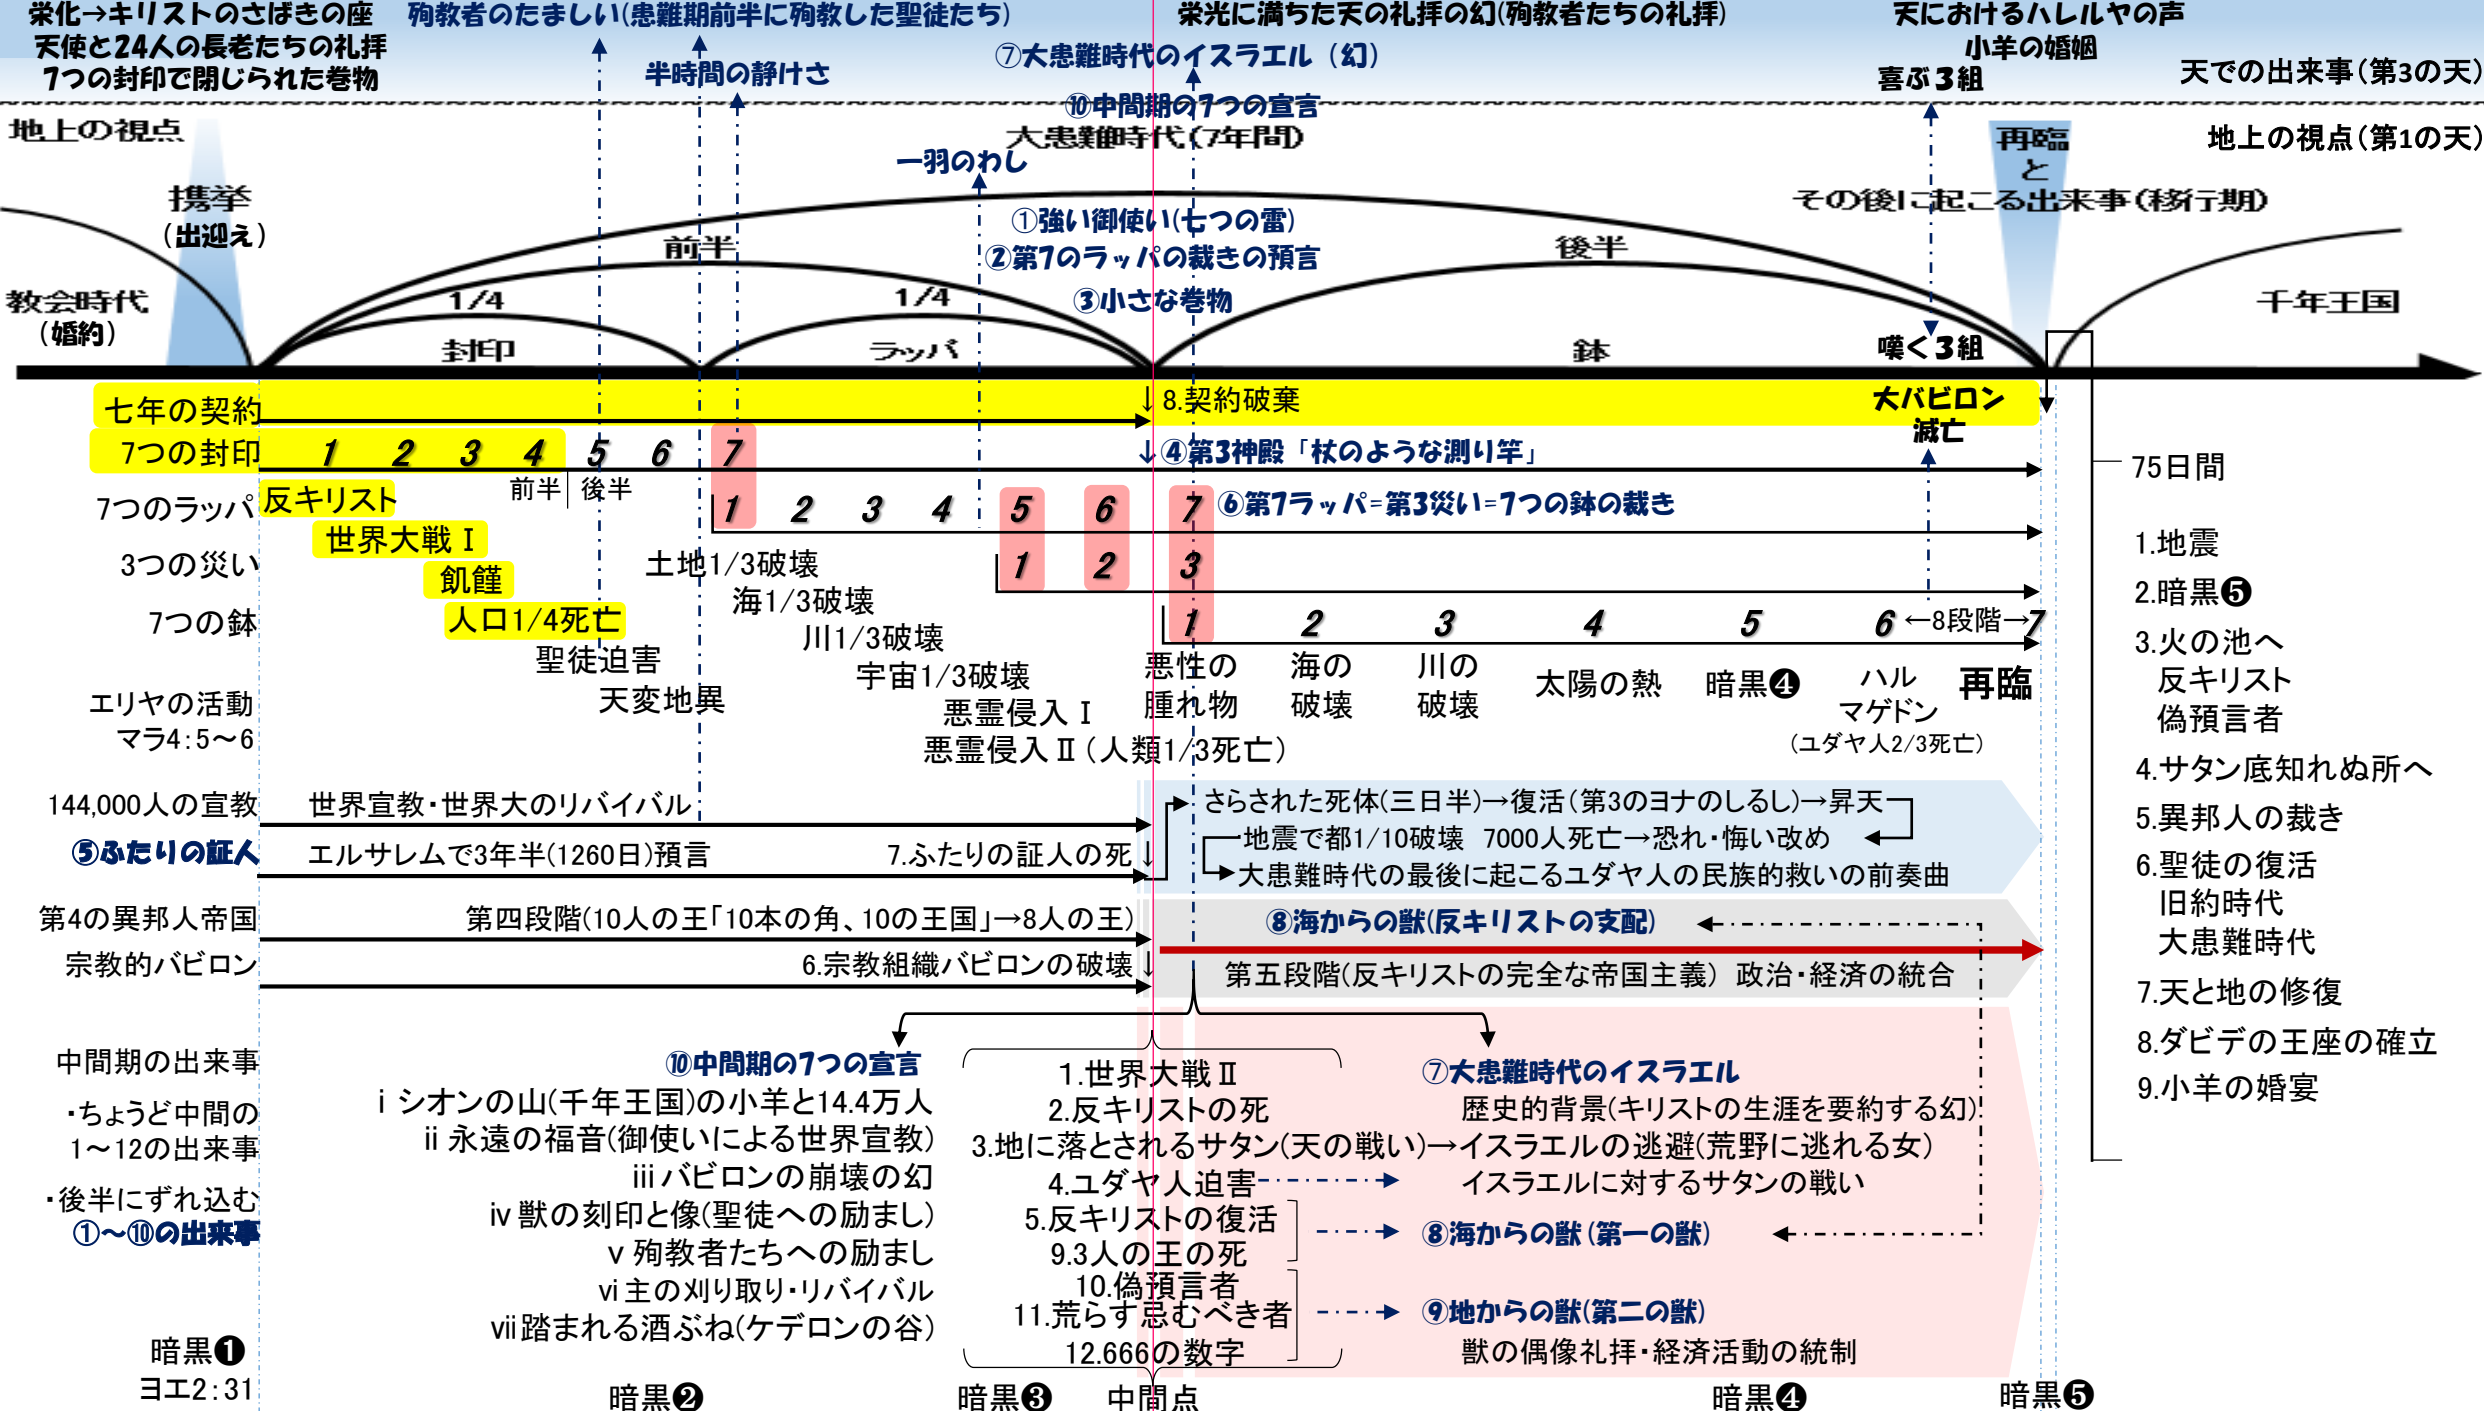 栄化→キリストのさばきの座
天使と24人の長老たちの礼拝
7つの封印で閉じられた巻物
殉教者のたましい(患難期前半に殉教した聖徒たち)
半時間の静けさ
栄光に満ちた天の礼拝の幻(殉教者たちの礼拝)
⑦大患難時代のイスラエル（幻）
⑩中間期の7つの宣言
天におけるハレルヤの声
小羊の婚姻
喜ぶ3組
天での出来事(第3の天)
地上の視点
大患難時代(7年間)
地上の視点(第1の天)
一羽のわし
携挙
(出迎え)
再臨
と
その後に起こる出来事(移行期)
①強い御使い(七つの雷)
②第7のラッパの裁きの預言
③小さな巻物
前半
後半
教会時代
(婚約)
1/4
1/4
千年王国
封印
ラッパ
鉢
嘆く3組
七年の契約
↓8.契約破棄
大バビロン
滅亡
7つの封印
1 2 3 4 5 6 7
↓④第3神殿「杖のような測り竿」
前半
後半
7つのラッパ
1 2 3 4 5 6 7
⑥第7ラッパ=第3災い=7つの鉢の裁き
反キリスト
世界大戦Ⅰ
飢饉
人口1/4死亡
聖徒迫害
天変地異
3つの災い
1 2 3
土地1/3破壊
海1/3破壊
川1/3破壊
宇宙1/3破壊
悪霊侵入Ⅰ
悪霊侵入Ⅱ(人類1/3死亡)
7つの鉢
1 2 3 4 5 6 ←8段階→7
悪性の
腫れ物
海の
破壊
川の
破壊
太陽の熱
暗黒❹
ハル
マゲドン
(ユダヤ人2/3死亡)
再臨
エリヤの活動
マラ4:5～6
144,000人の宣教
世界宣教・世界大のリバイバル
さらされた死体(三日半)→復活(第3のヨナのしるし)→昇天
地震で都1/10破壊 7000人死亡→恐れ・悔い改め
大患難時代の最後に起こるユダヤ人の民族的救いの前奏曲
⑤ふたりの証人
エルサレムで3年半(1260日)預言
7.ふたりの証人の死↓
第4の異邦人帝国
第四段階(10人の王「10本の角、10の王国」→8人の王)
⑧海からの獣(反キリストの支配)
宗教的バビロン
6.宗教組織バビロンの破壊↓
第五段階(反キリストの完全な帝国主義) 政治・経済の統合
中間期の出来事
・ちょうど中間の
1～12の出来事
・後半にずれ込む
①～⑩の出来事
⑩中間期の7つの宣言
ⅰシオンの山(千年王国)の小羊と14.4万人
ⅱ永遠の福音(御使いによる世界宣教)
ⅲバビロンの崩壊の幻
ⅳ獣の刻印と像(聖徒への励まし)
ⅴ殉教者たちへの励まし
ⅵ主の刈り取り・リバイバル
ⅶ踏まれる酒ぶね(ケデロンの谷)
1.世界大戦Ⅱ
2.反キリストの死
3.地に落とされるサタン(天の戦い)→イスラエルの逃避(荒野に逃れる女)
4.ユダヤ人迫害
5.反キリストの復活
9.3人の王の死
10.偽預言者
11.荒らす忌むべき者
12.666の数字
⑦大患難時代のイスラエル
歴史的背景(キリストの生涯を要約する幻)
イスラエルに対するサタンの戦い
⑧海からの獣(第一の獣)
⑨地からの獣(第二の獣)
獣の偶像礼拝・経済活動の統制
75日間
1.地震
2.暗黒❺
3.火の池へ
反キリスト
偽預言者
4.サタン底知れぬ所へ
5.異邦人の裁き
6.聖徒の復活
旧約時代
大患難時代
7.天と地の修復
8.ダビデの王座の確立
9.小羊の婚宴
暗黒❶
ヨエ2:31
暗黒❷
暗黒❸
中間点
暗黒❹
暗黒❺